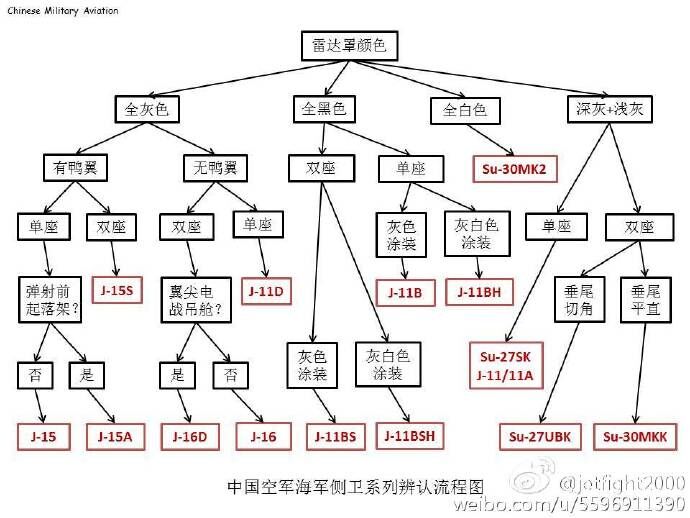 Chinese Military Aviation
雷达罩颜色
全灰色
全黑色
全白色
深灰+浅灰
有鸭翼
无鸭翼
双座
单座
Su-30MK2
单座
双座
双座
单座
灰色
涂装
灰白色
涂装
单座
双座
弹射前
起落架?
J-15S
翼尖电
战吊舱?
J-11D
J-11B
J-11BH
垂尾
切角
垂尾
平直
否
是
是
否
灰色
涂装
灰白色
涂装
Su-27SK
J-11/11A
J-15
J-15A
J-16D
J-16
J-11BS
J-11BSH
Su-27UBK
Su-30MKK
中国空军海军侧卫系列辨认流程图
@jetfight2000
weibo.com/u/5596911390